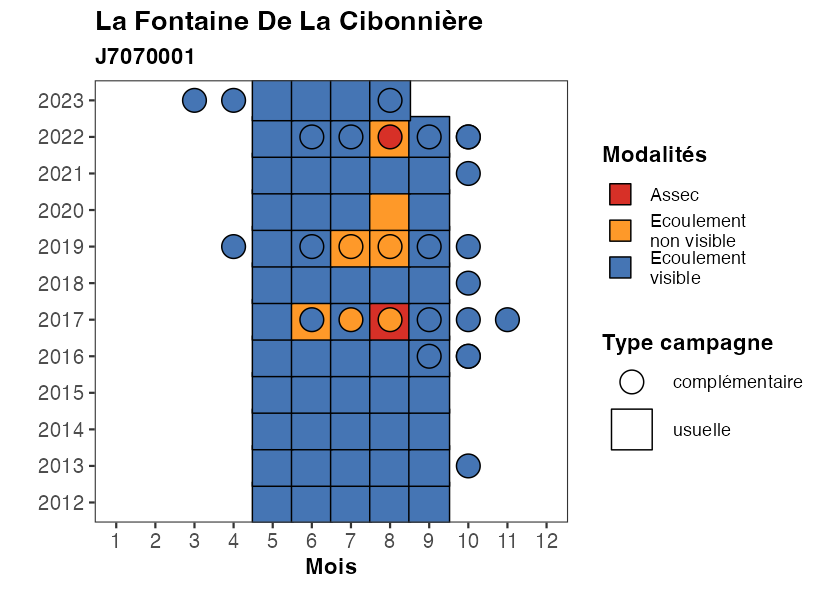 La Fontaine De La Cibonnière
J7070001
2023
2022
2021
2020
2019
2018
2017
2016
2015
2014
2013
2012
1 2 3 4 5 6 7 8 9 10 11 12
Mois
Modalités
Assec
Ecoulement
non visible
Ecoulement
visible
Type campagne
complémentaire
usuelle